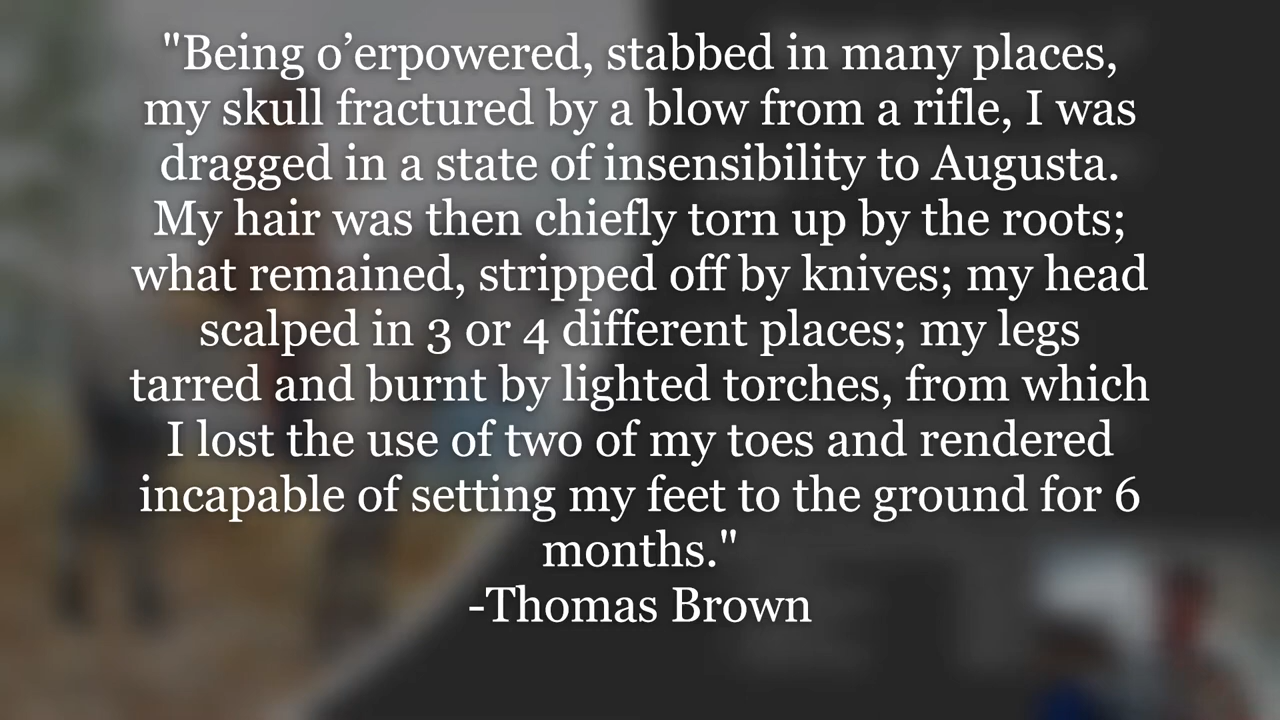 "Being o’erpowered, stabbed in many places,
my skull fractured by a blow from a rifle, I was
dragged in a state of insensibility to Augusta.
My hair was then chiefly torn up by the roots;
what remained, stripped off by knives; my head
scalped in 3 or 4 different places; my legs
tarred and burnt by lighted torches, from which
I lost the use of two of my toes and rendered
incapable of setting my feet to the ground for 6
months."
-Thomas Brown